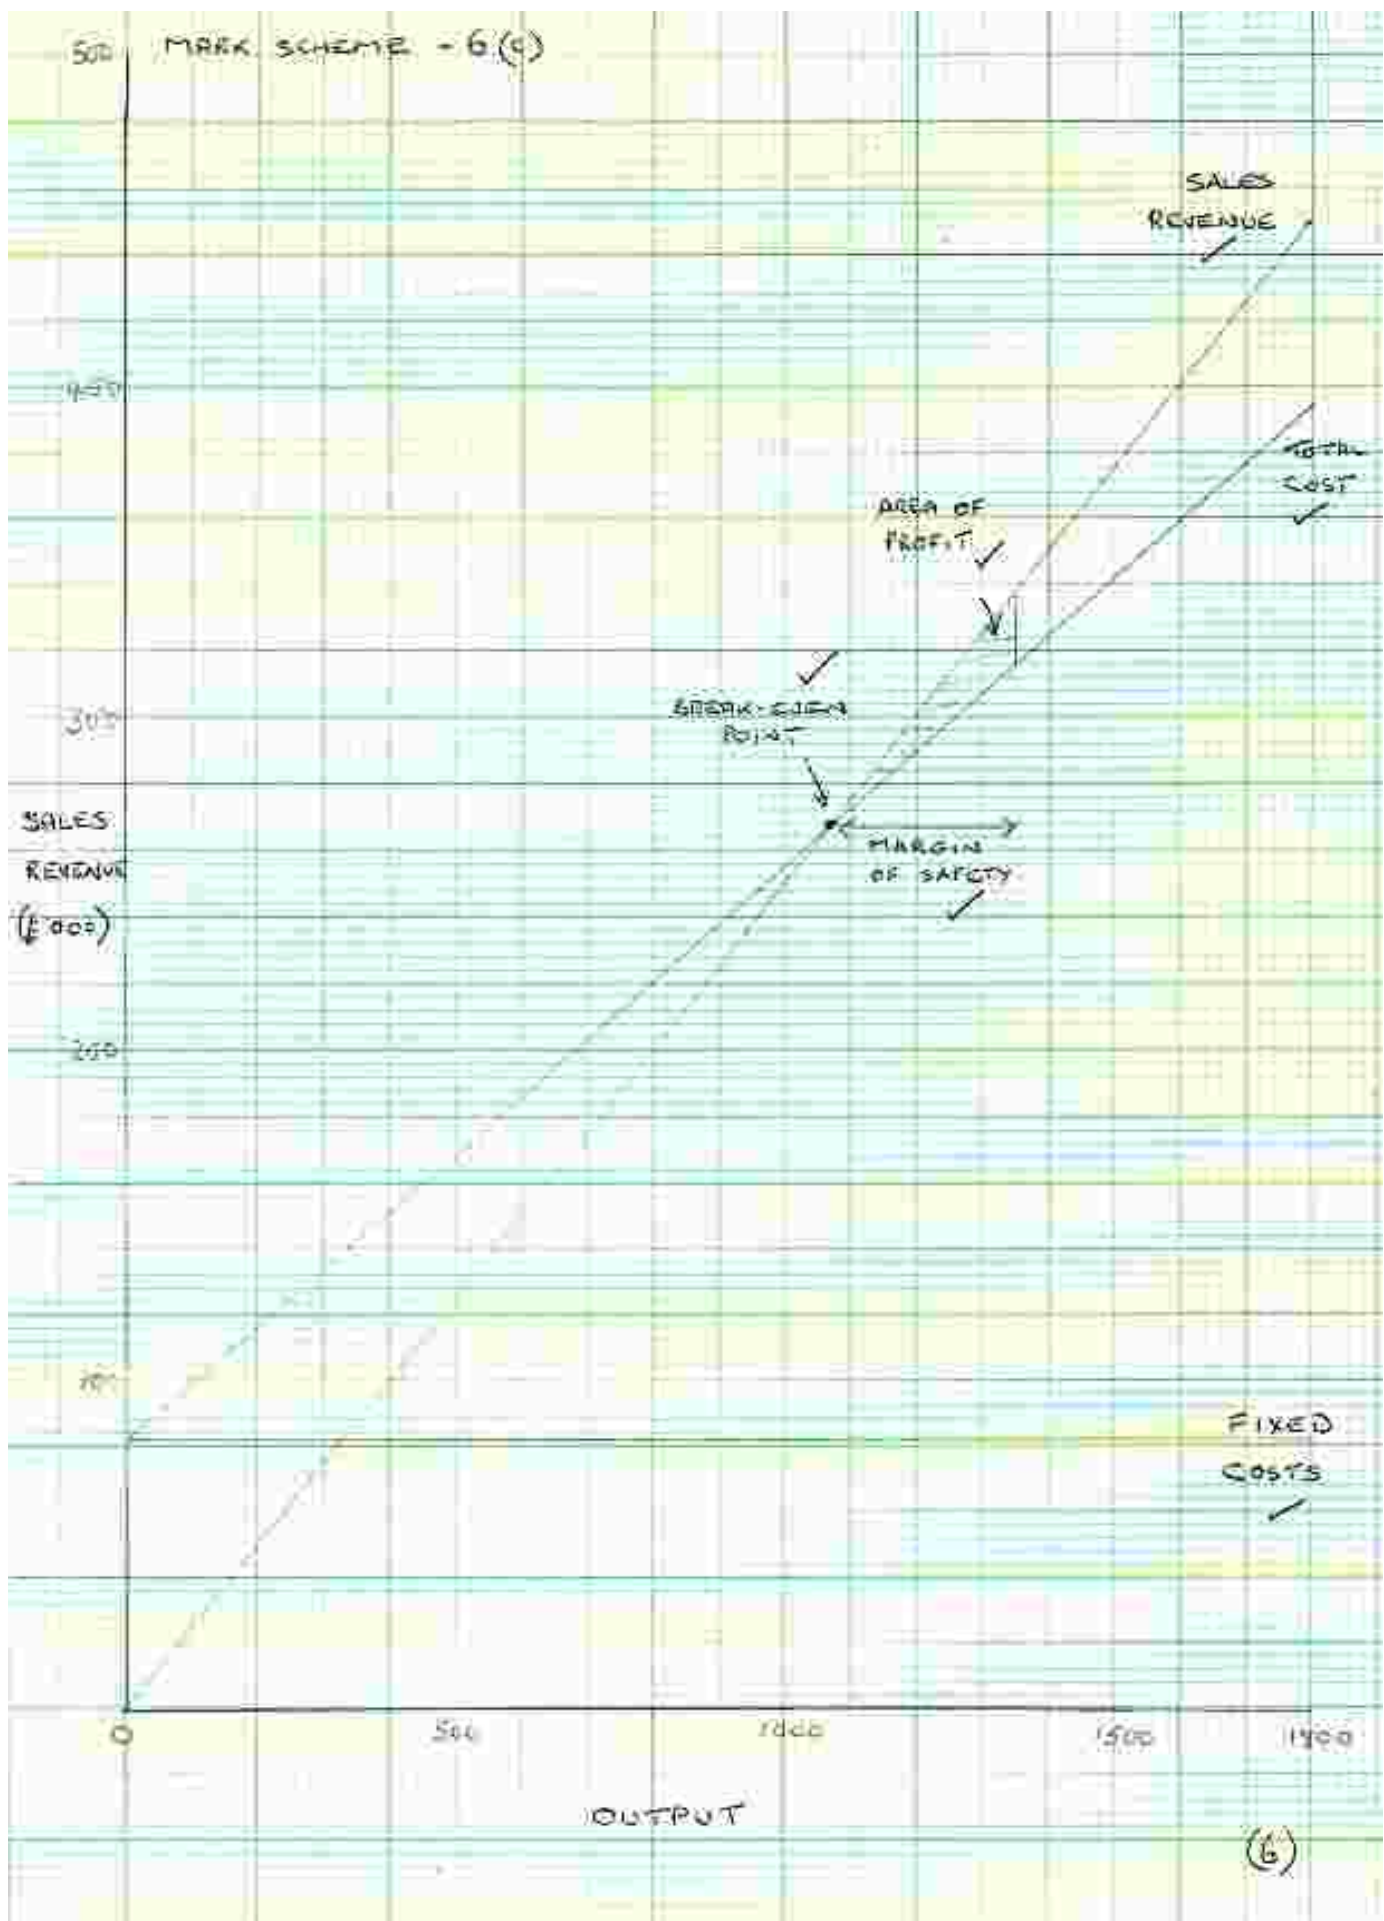 500 MARK SCHEME - 6(c)
SALES
REVENUE
400
TOTAL
COST
AREA OF
PROFIT
BREAK-EVEN
POINT
300
SALES
REVENUE
(£000)
MARGIN
OF SAFETY
200
100
FIXED
COSTS
0 500 1000 1500 1800
OUTPUT
(6)